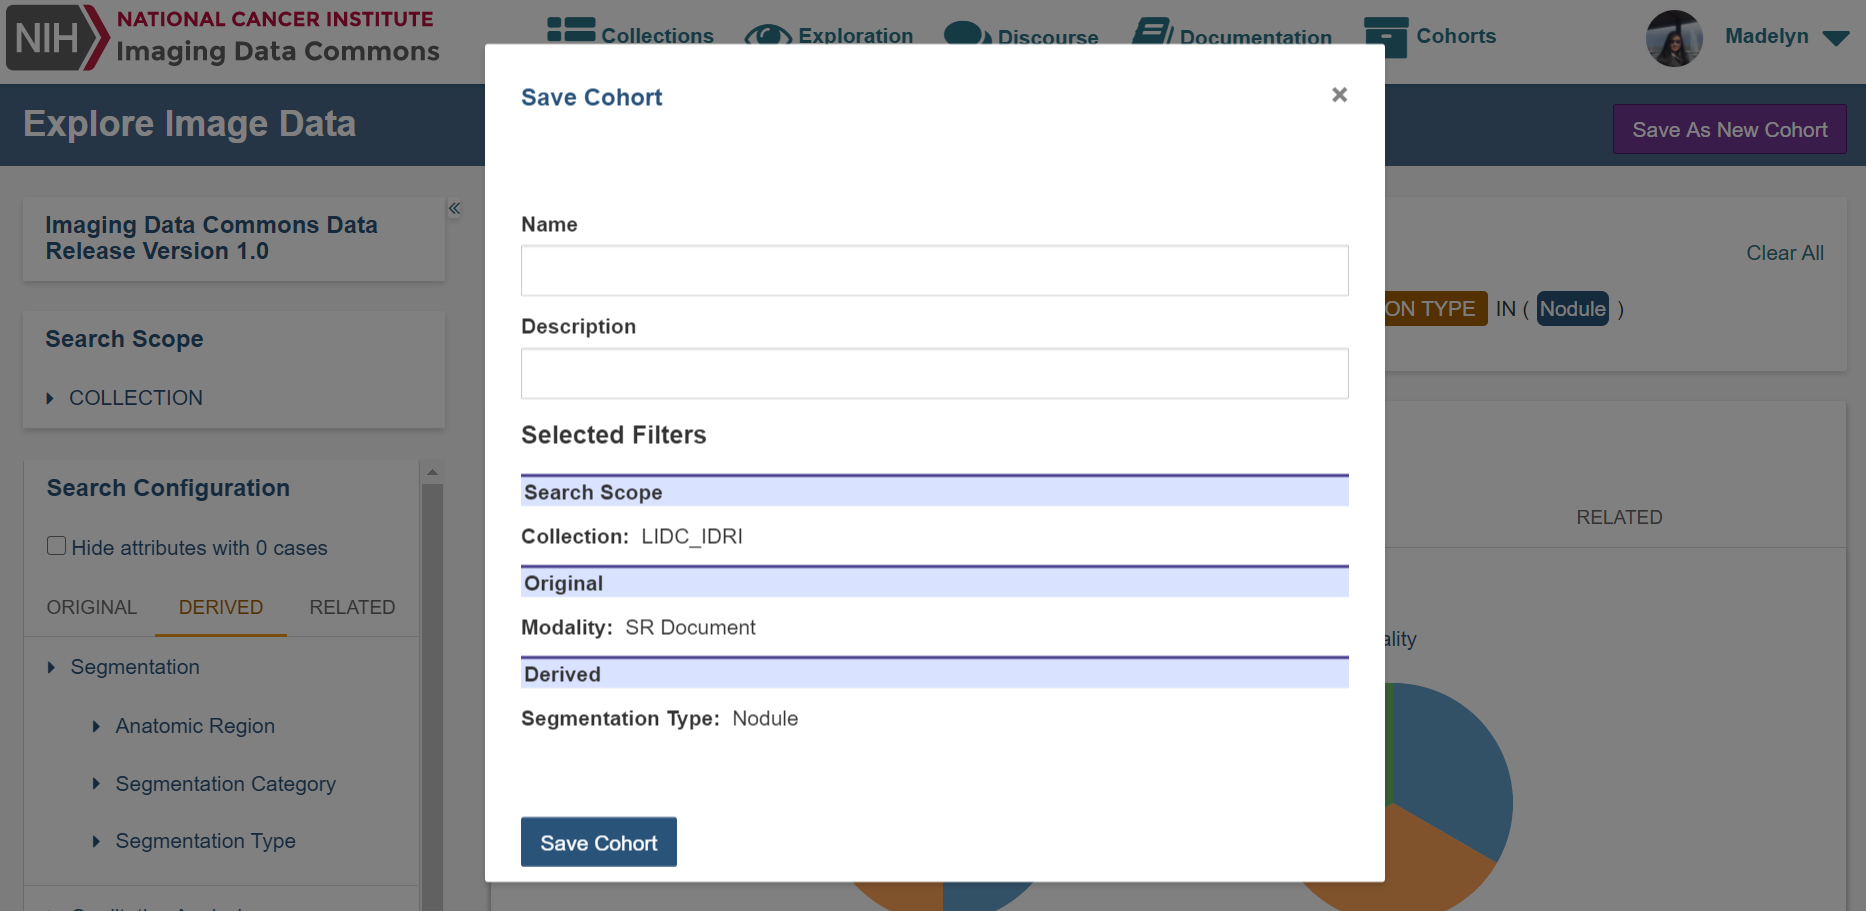 NIH NATIONAL CANCER INSTITUTE
Imaging Data Commons
Collections
Exploration
Discourse
Documentation
Cohorts
Madelyn
Explore Image Data
Save As New Cohort
Imaging Data Commons Data
Release Version 1.0
«
Search Scope
COLLECTION
Search Configuration
Hide attributes with 0 cases
ORIGINAL DERIVED RELATED
Segmentation
Anatomic Region
Segmentation Category
Segmentation Type
Save Cohort ×
Name
Description
Selected Filters
Search Scope
Collection: LIDC_IDRI
Original
Modality: SR Document
Derived
Segmentation Type: Nodule
Save Cohort
Clear All
ON TYPE IN ( Nodule )
RELATED
ality